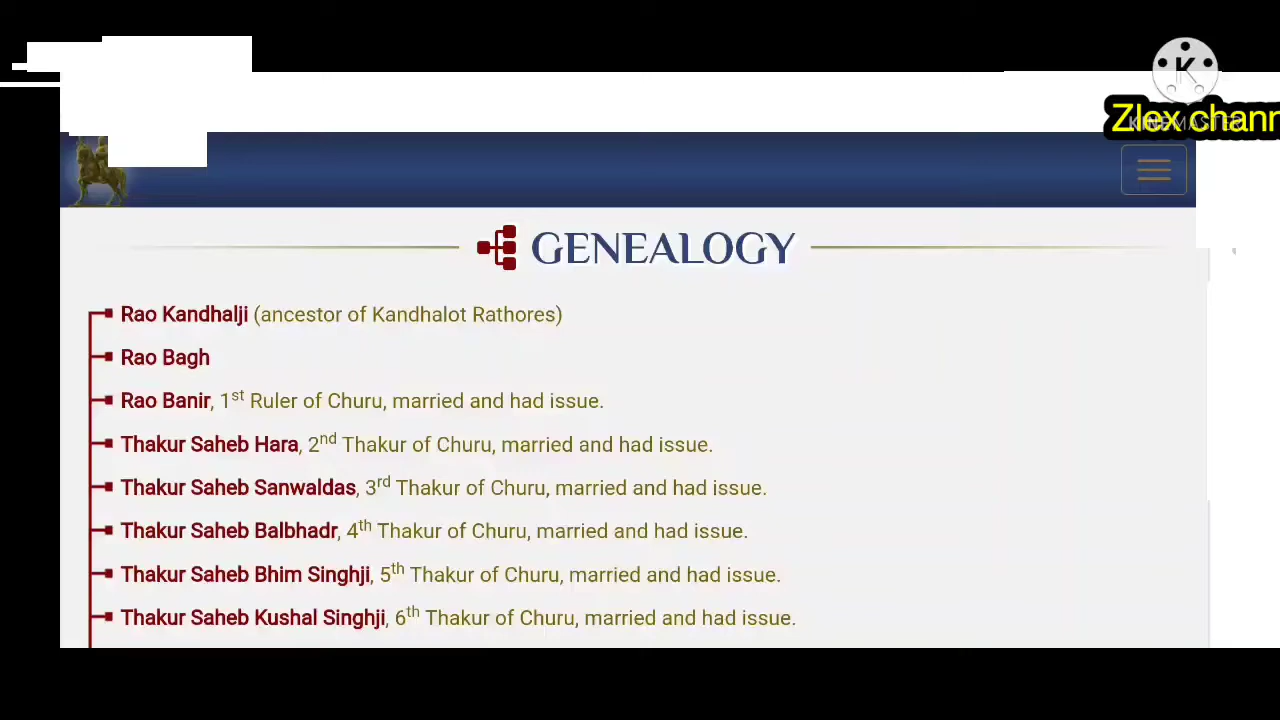 K
KINEMASTER
Zlex chann
GENEALOGY
Rao Kandhalji (ancestor of Kandhalot Rathores)
Rao Bagh
Rao Banir, 1st Ruler of Churu, married and had issue.
Thakur Saheb Hara, 2nd Thakur of Churu, married and had issue.
Thakur Saheb Sanwaldas, 3rd Thakur of Churu, married and had issue.
Thakur Saheb Balbhadr, 4th Thakur of Churu, married and had issue.
Thakur Saheb Bhim Singhji, 5th Thakur of Churu, married and had issue.
Thakur Saheb Kushal Singhji, 6th Thakur of Churu, married and had issue.